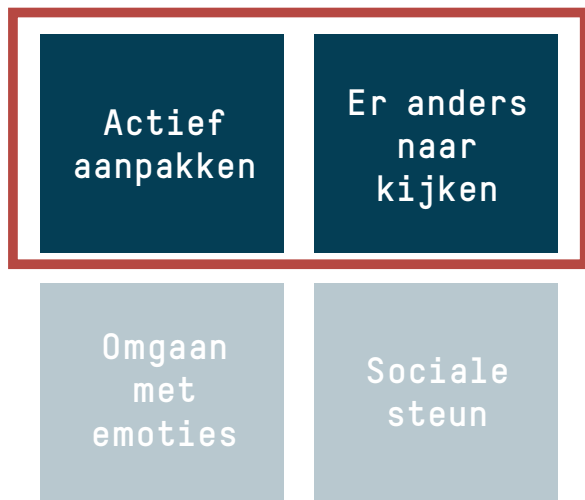 Actief
aanpakken
Er anders
naar
kijken
Omgaan
met
emoties
Sociale
steun